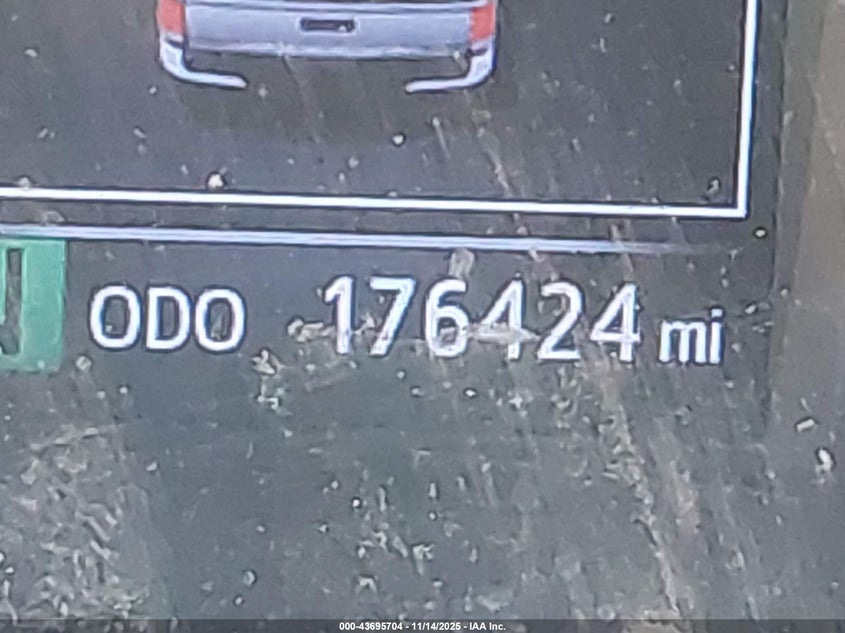 ODO 176424 mi
000-43695704 - 11/14/2025 - IAA Inc.